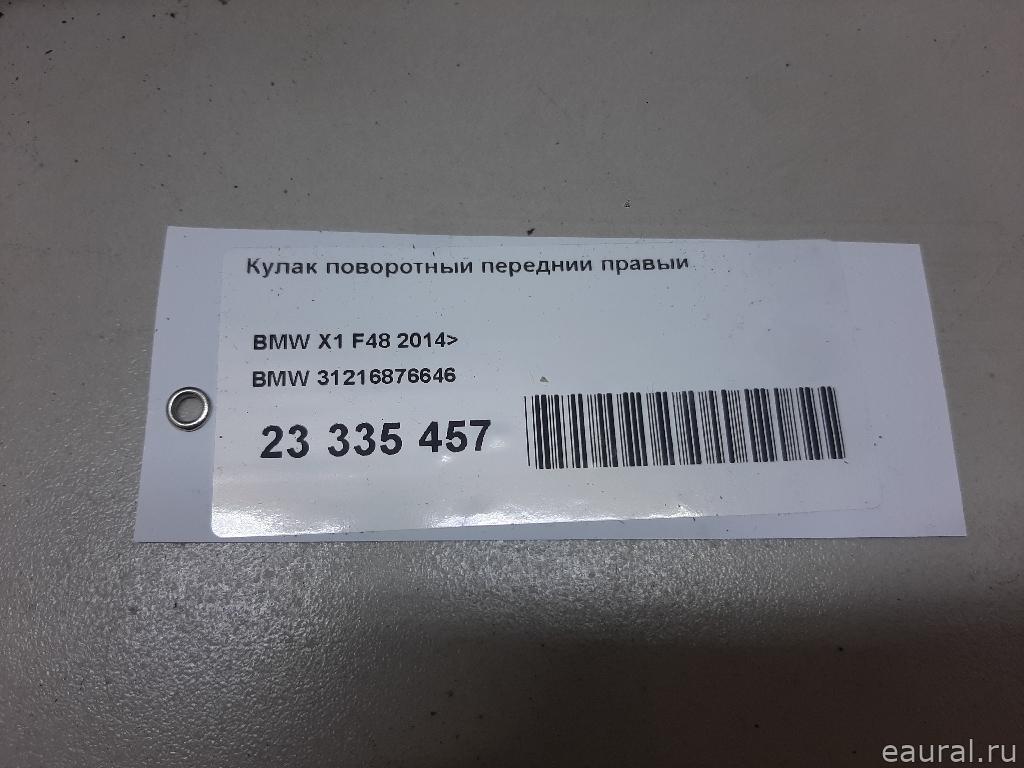 Кулак поворотный передний правый
BMW X1 F48 2014>
BMW 31216876646
23 335 457
eaural.ru